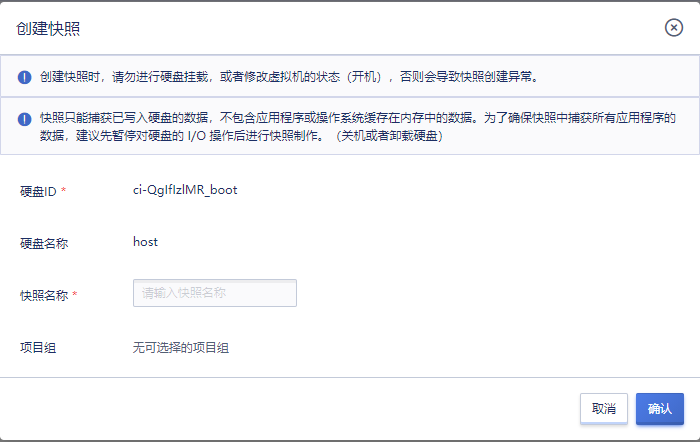 创建快照
创建快照时，请勿进行硬盘挂载，或者修改虚拟机的状态（开机），否则会导致快照创建异常。
快照只能捕获已写入硬盘的数据，不包含应用程序或操作系统缓存在内存中的数据。为了确保快照中捕获所有应用程序的
数据，建议先暂停对硬盘的 I/O 操作后进行快照制作。（关机或者卸载硬盘）
硬盘ID * ci-QgIfIzlMR_boot
硬盘名称 host
快照名称 * 请输入快照名称
项目组 无可选择的项目组
取消 确认